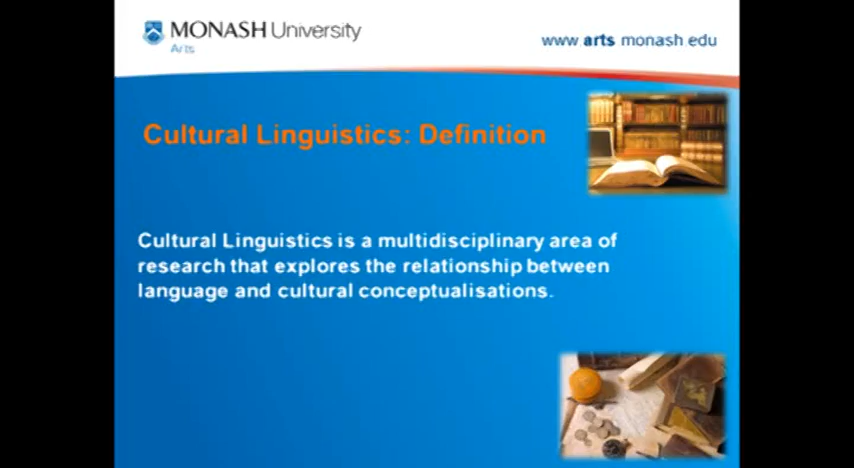 MONASH University
Arts
www arts monash edu
Cultural Linguistics: Definition
Cultural Linguistics is a multidisciplinary area of
research that explores the relationship between
language and cultural conceptualisations.